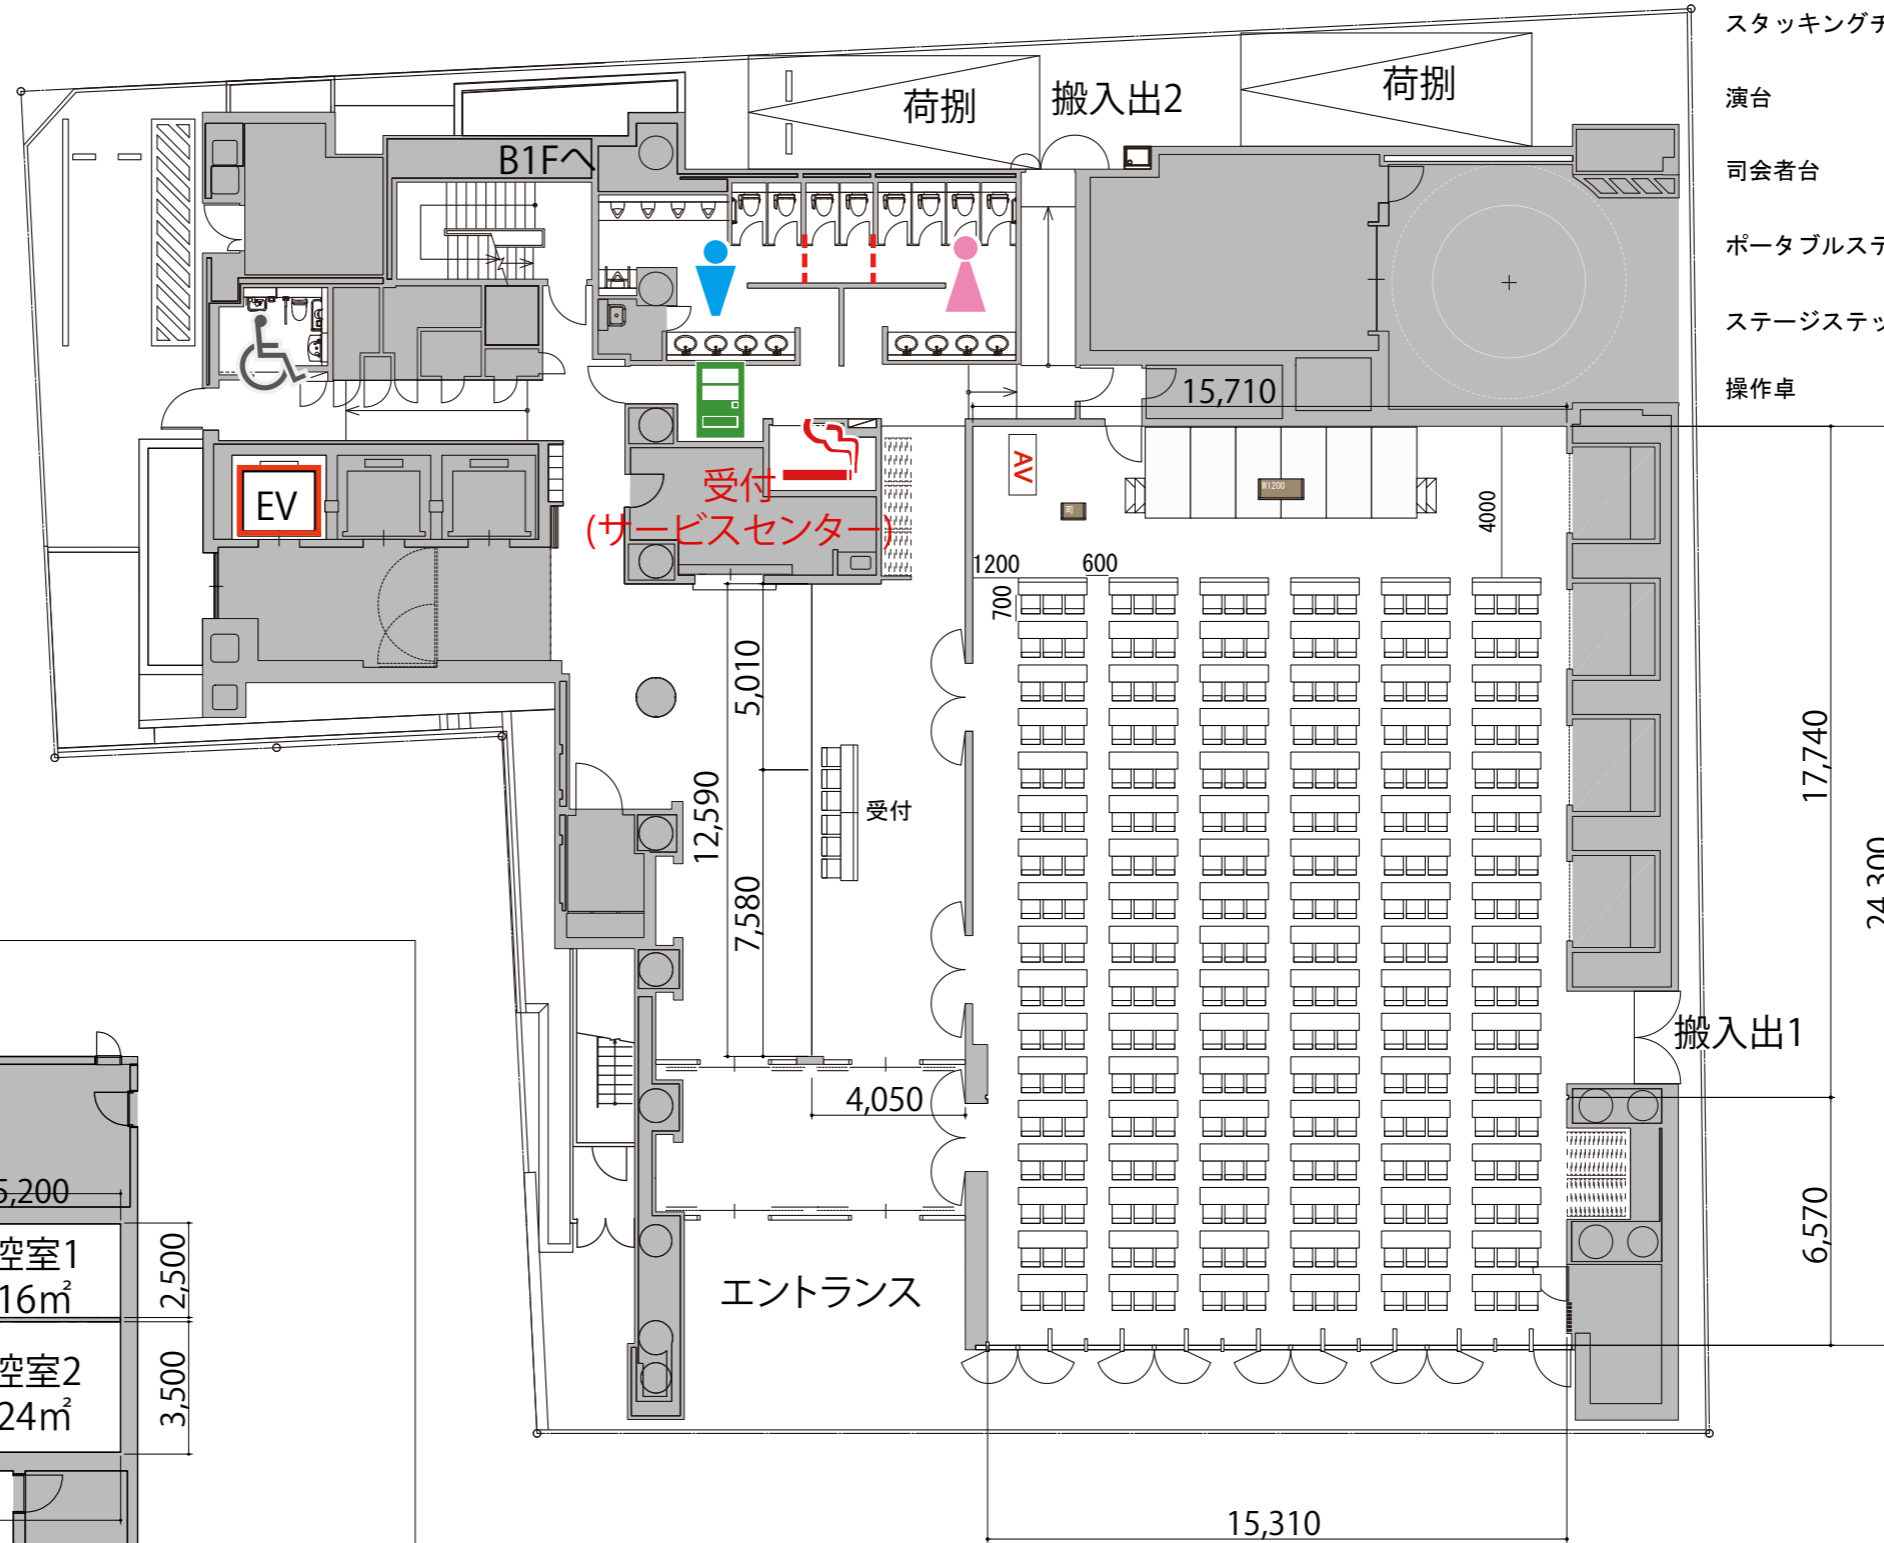 スタッキングチ
荷捌
搬入出2
荷捌
演台
B1Fへ
司会者台
ポータブルステ
ステージステッ
操作卓
15,710
AV
受付
(サービスセンター)
EV
W1200
司
4000
1200
600
700
5,010
12,590
7,580
受付
17,740
24,300
搬入出1
4,050
6,570
エントランス
5,200
控室1
16㎡
2,500
控室2
24㎡
3,500
15,310